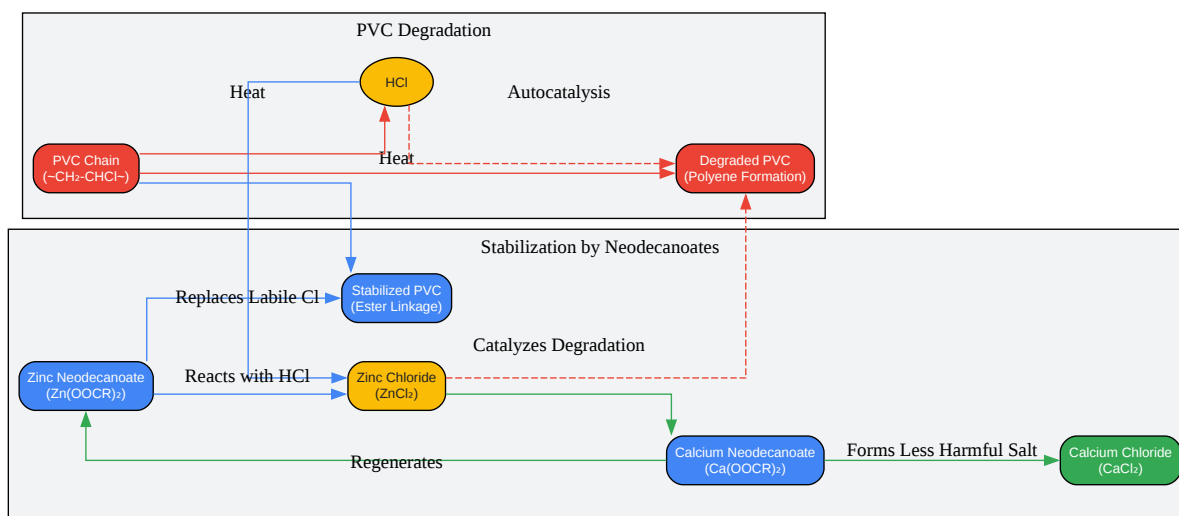 PVC Degradation
HCl
Heat
Autocatalysis
PVC Chain
(~CH₂-CHCl~)
Heat
Degraded PVC
(Polyene Formation)
Stabilization by Neodecanoates
Stabilized PVC
(Ester Linkage)
Replaces Labile Cl
Catalyzes Degradation
Zinc Neodecanoate
(Zn(OOCR)₂)
Reacts with HCl
Zinc Chloride
(ZnCl₂)
Calcium Neodecanoate
(Ca(OOCR)₂)
Forms Less Harmful Salt
Calcium Chloride
(CaCl₂)
Regenerates